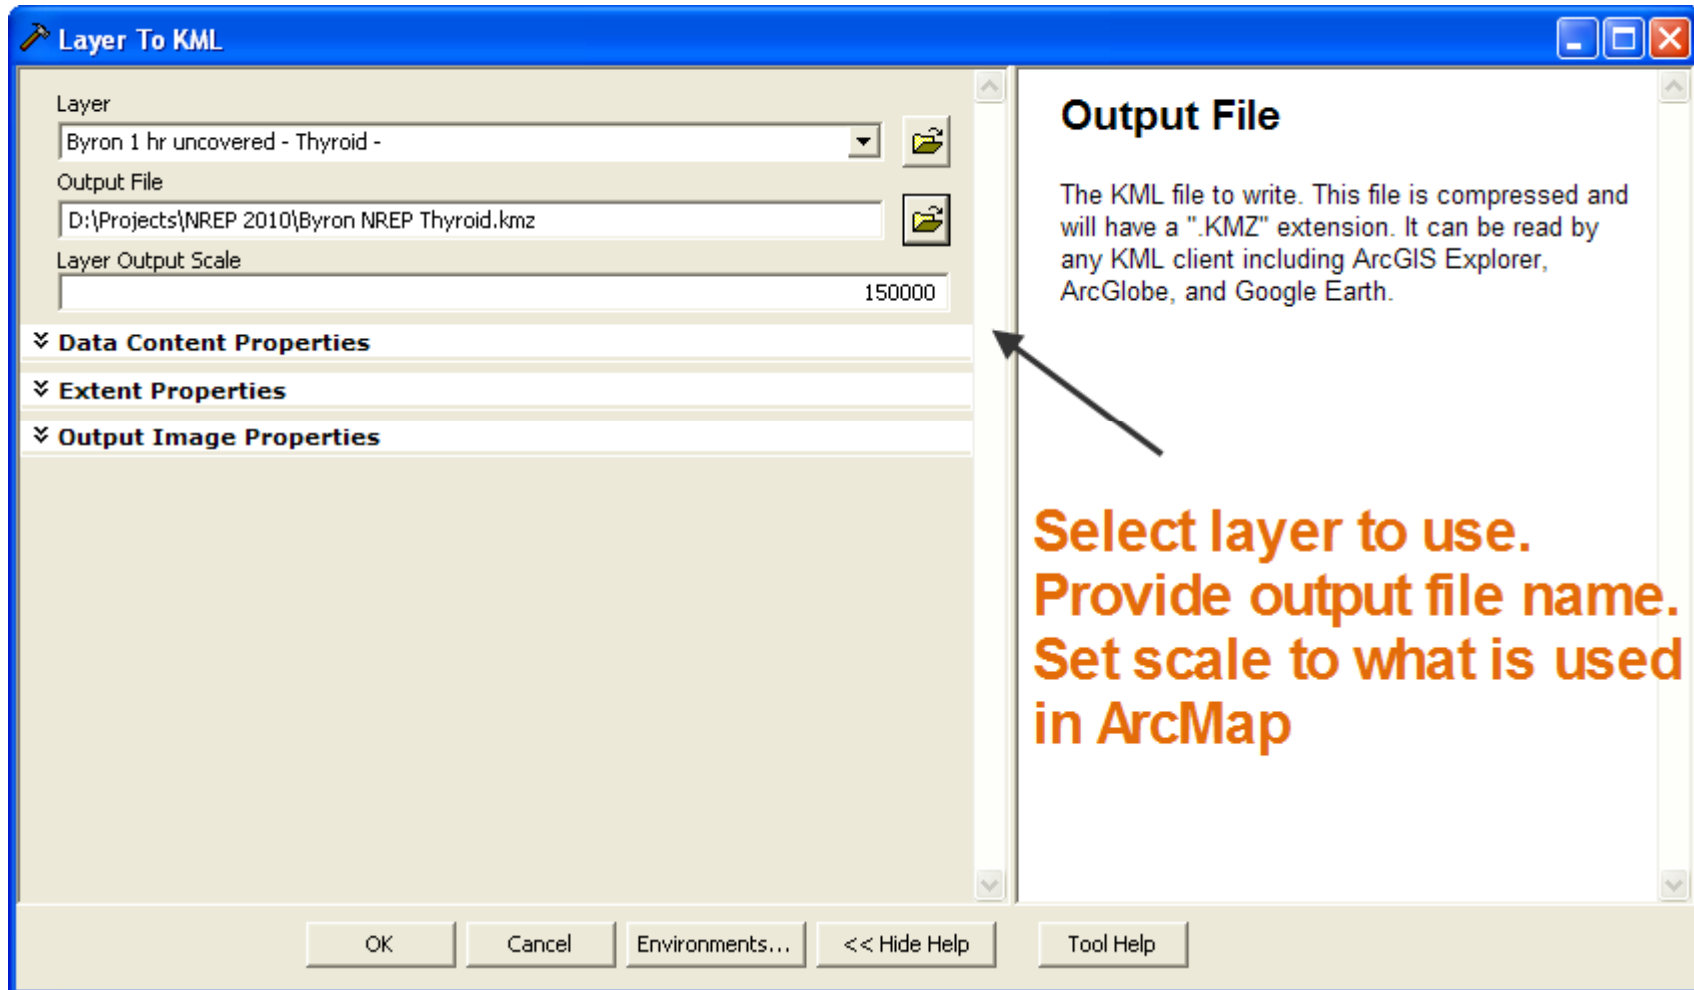 Layer To KML
Layer
Byron 1 hr uncovered - Thyroid -
Output File
D:\Projects\NREP 2010\Byron NREP Thyroid.kmz
Layer Output Scale
150000
Data Content Properties
Extent Properties
Output Image Properties
Output File
The KML file to write. This file is compressed and
will have a ".KMZ" extension. It can be read by
any KML client including ArcGIS Explorer,
ArcGlobe, and Google Earth.
Select layer to use.
Provide output file name.
Set scale to what is used
in ArcMap
OK
Cancel
Environments...
<< Hide Help
Tool Help